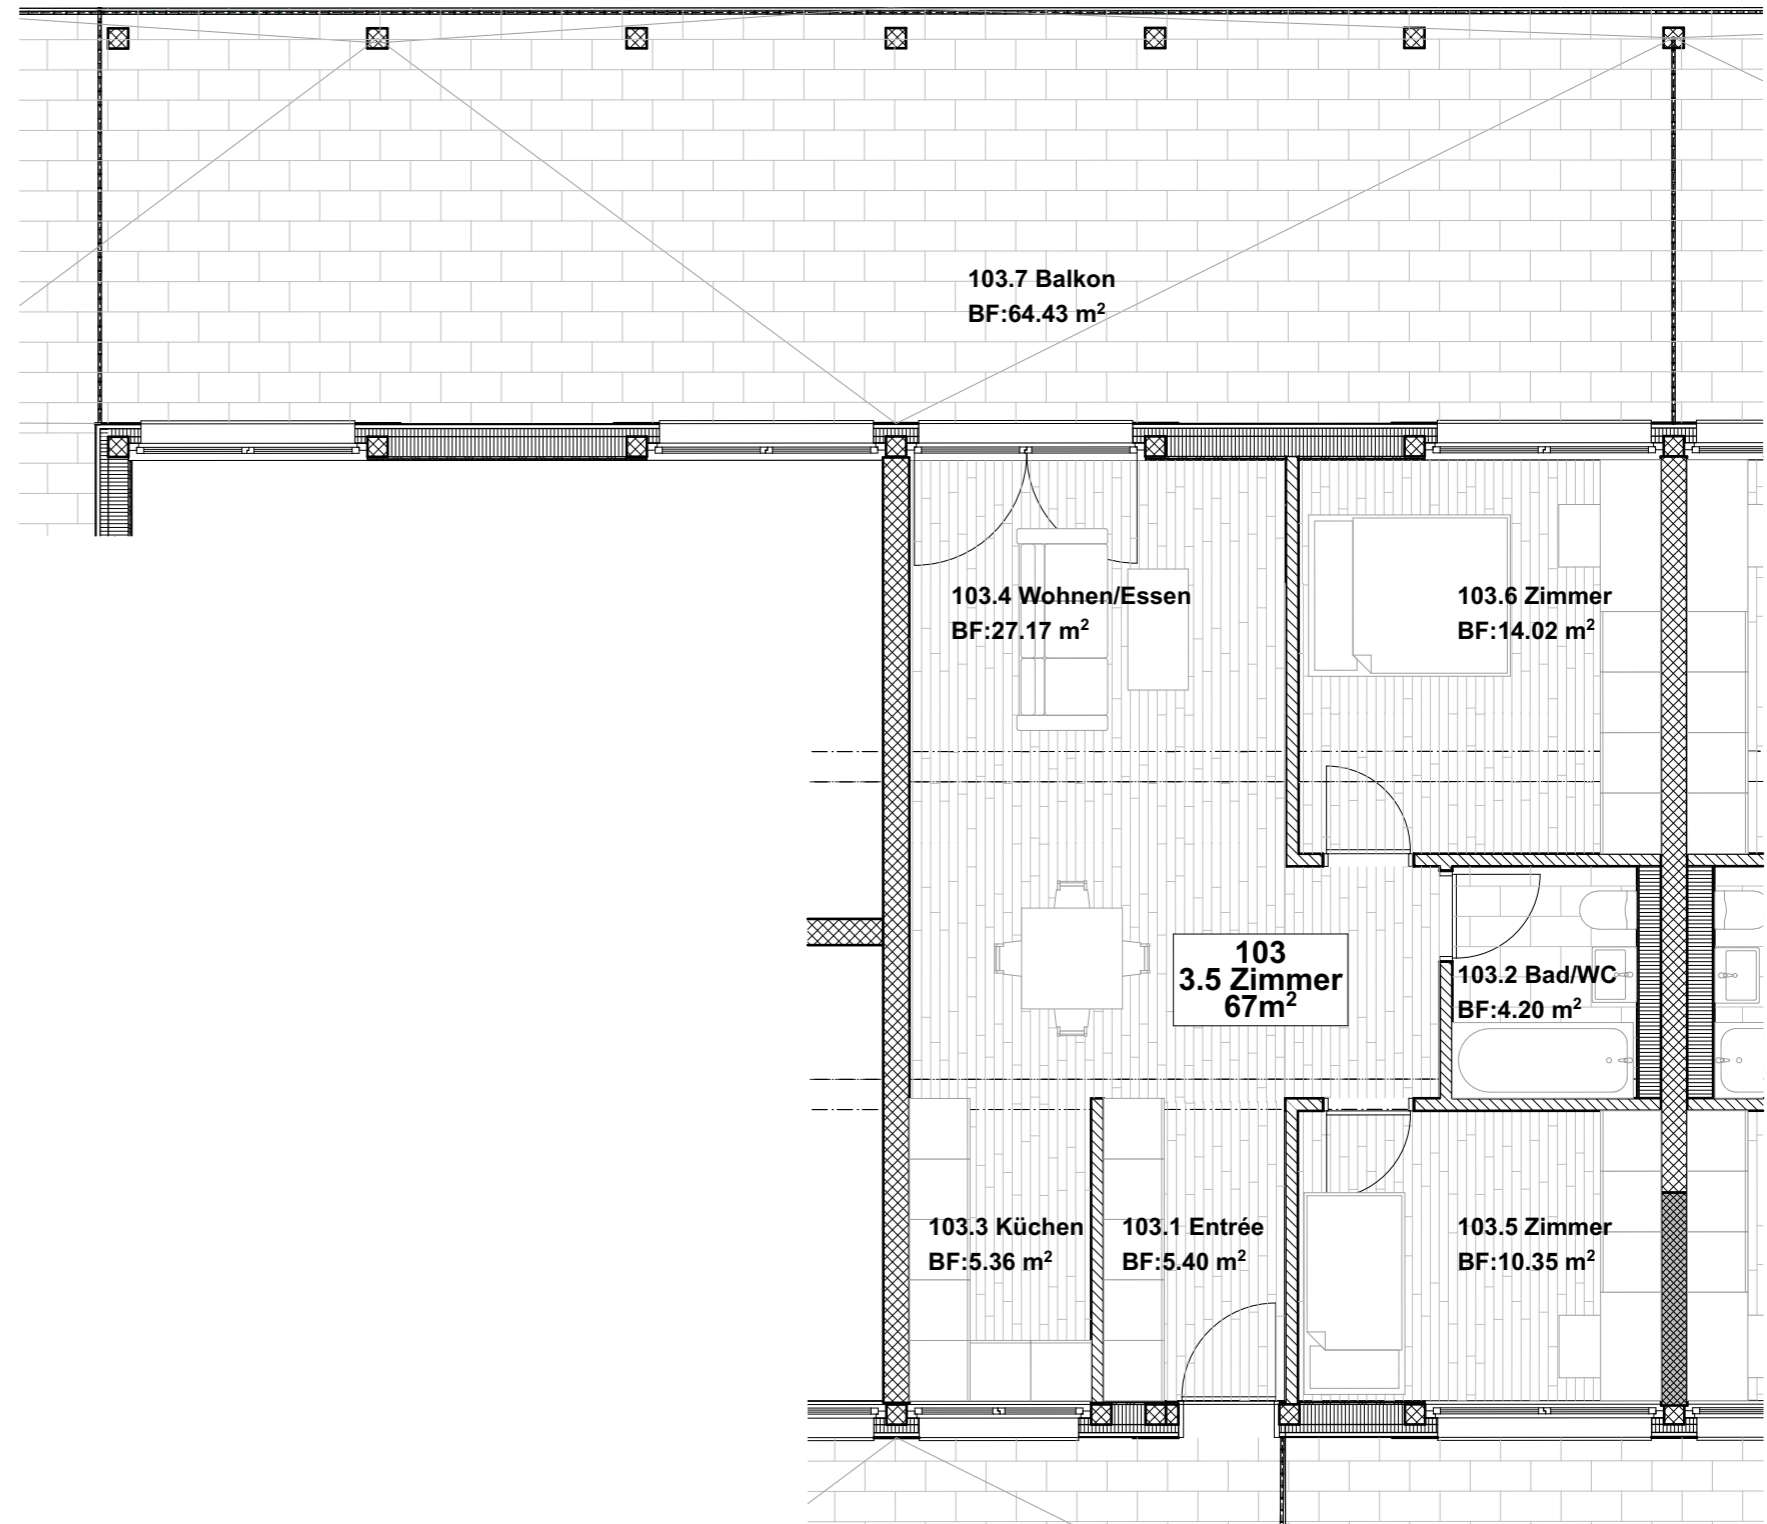 103.7 Balkon
BF:64.43 m²
103.4 Wohnen/Essen
BF:27.17 m²
103.6 Zimmer
BF:14.02 m²
103
3.5 Zimmer
67m²
103.2 Bad/WC
BF:4.20 m²
103.3 Küchen
BF:5.36 m²
103.1 Entrée
BF:5.40 m²
103.5 Zimmer
BF:10.35 m²